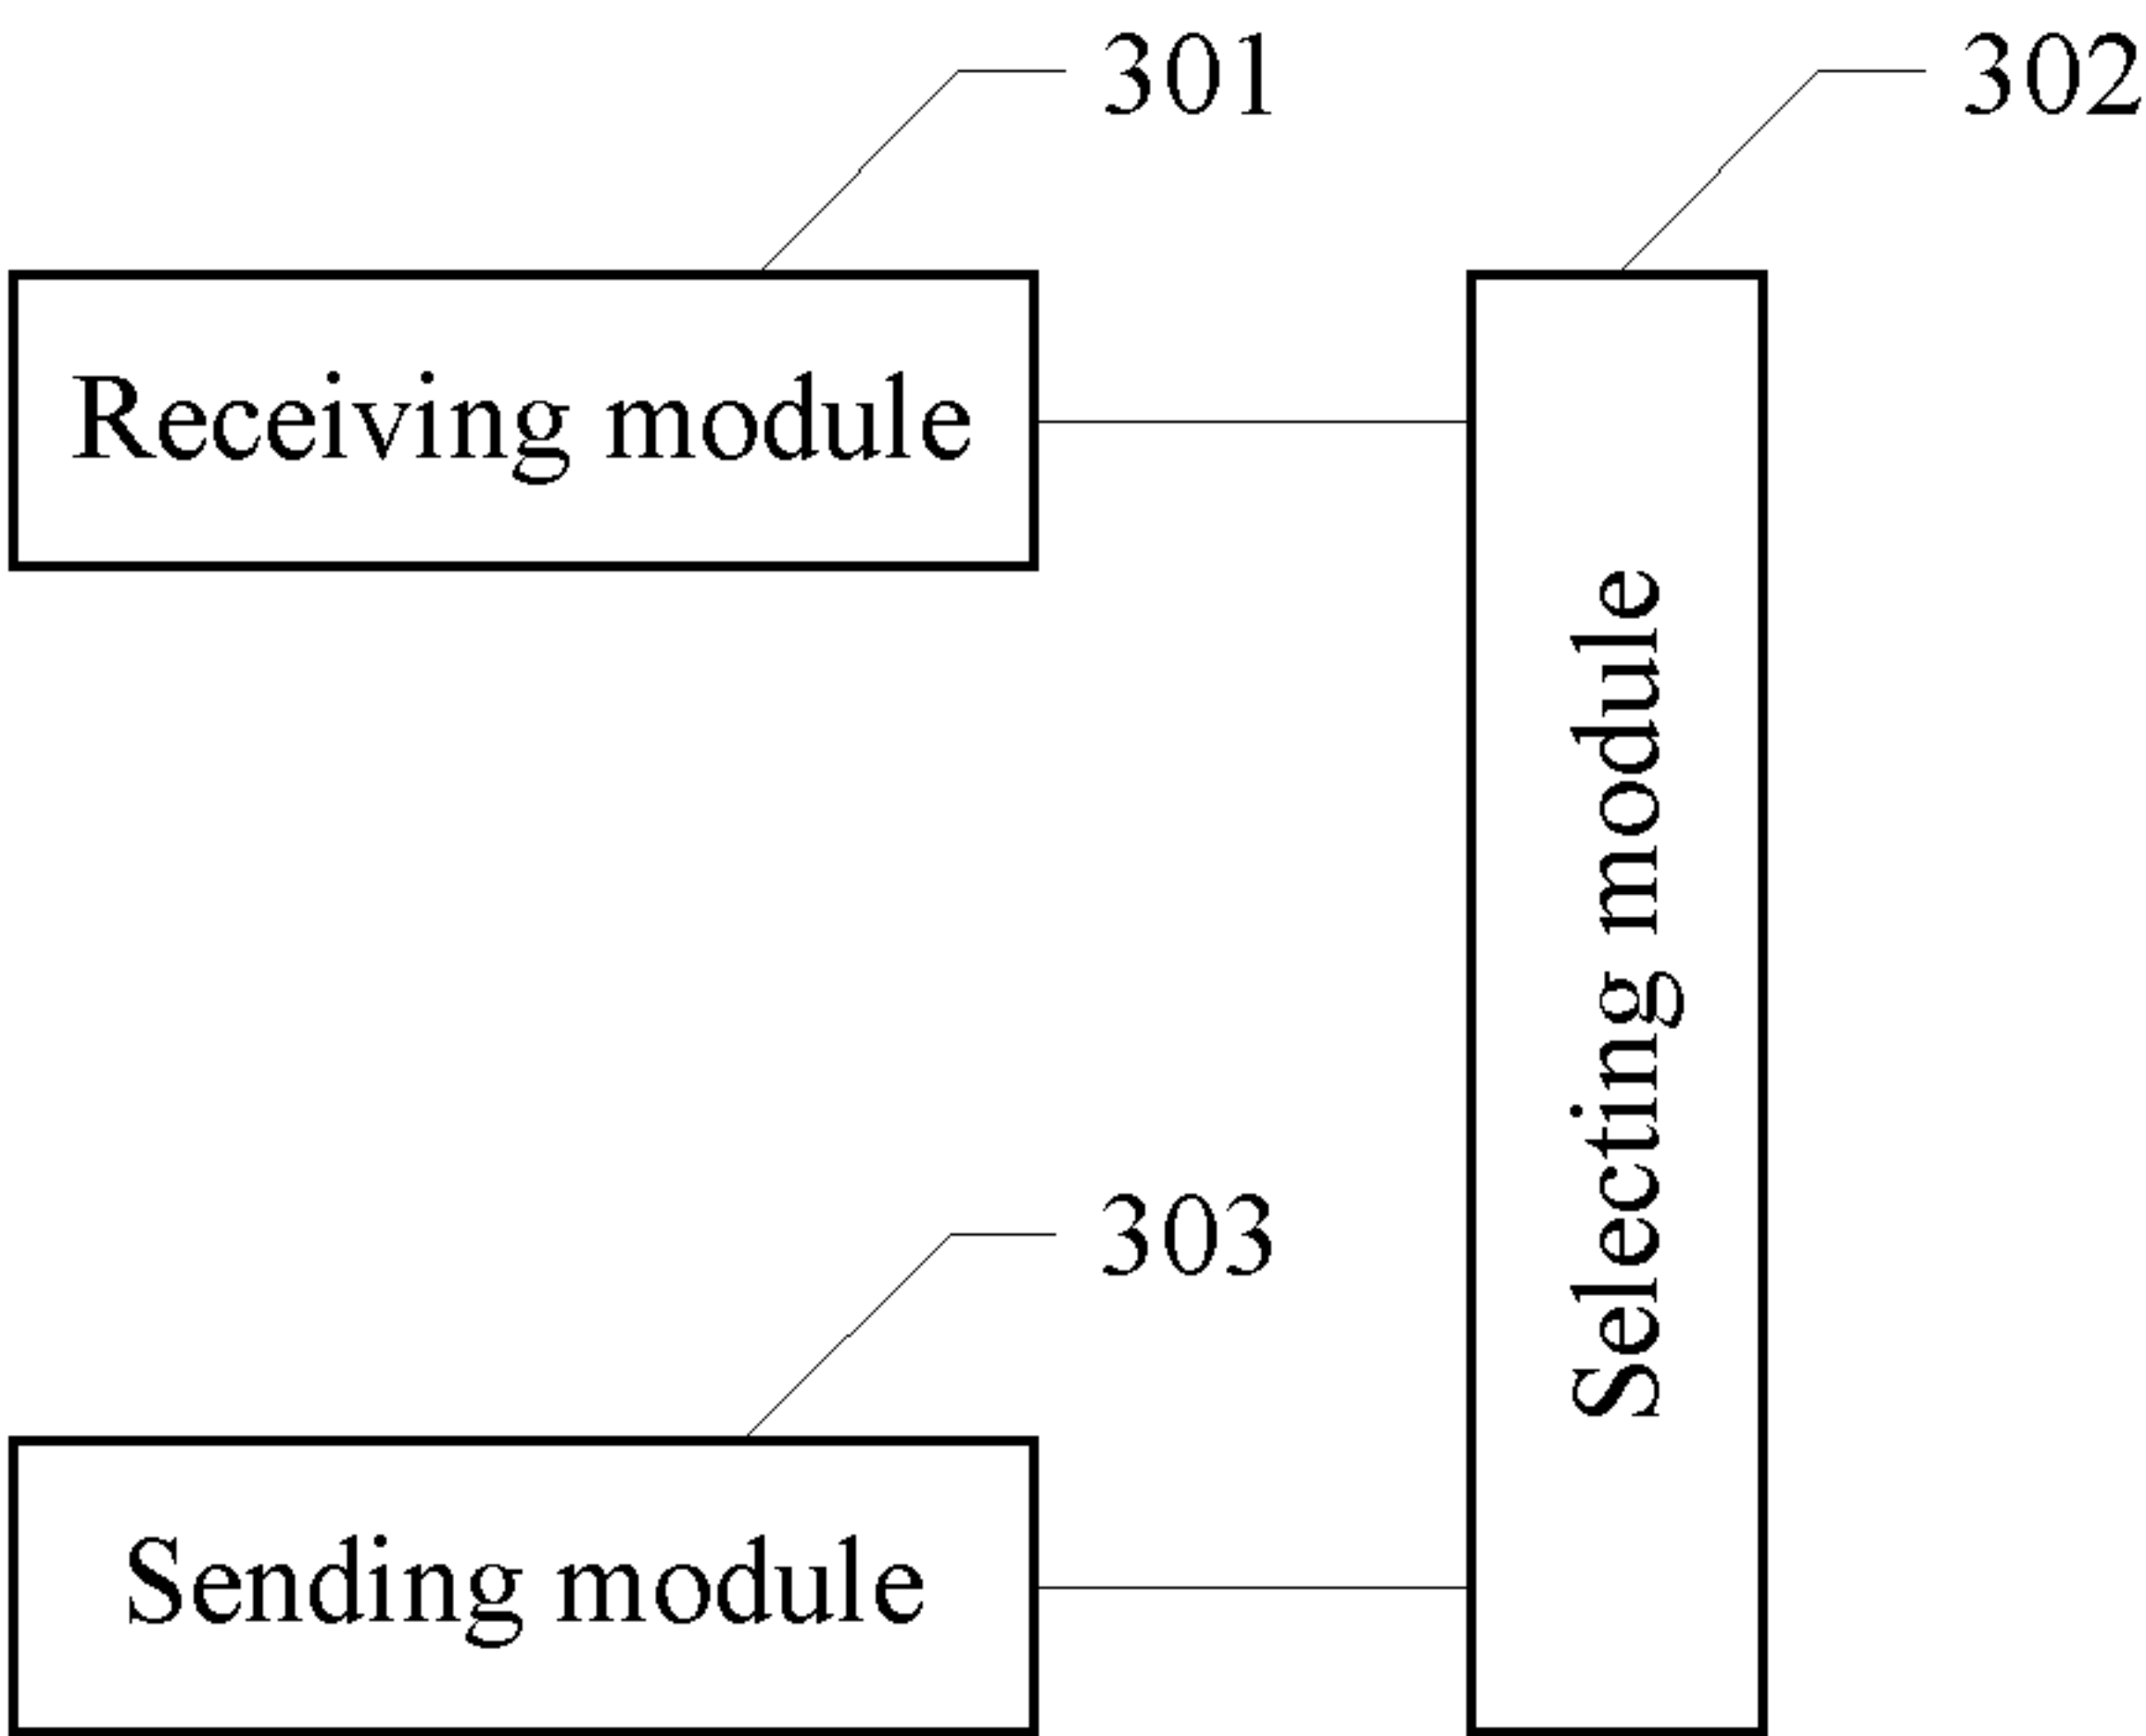 301
302
Receiving module
Selecting module
303
Sending module